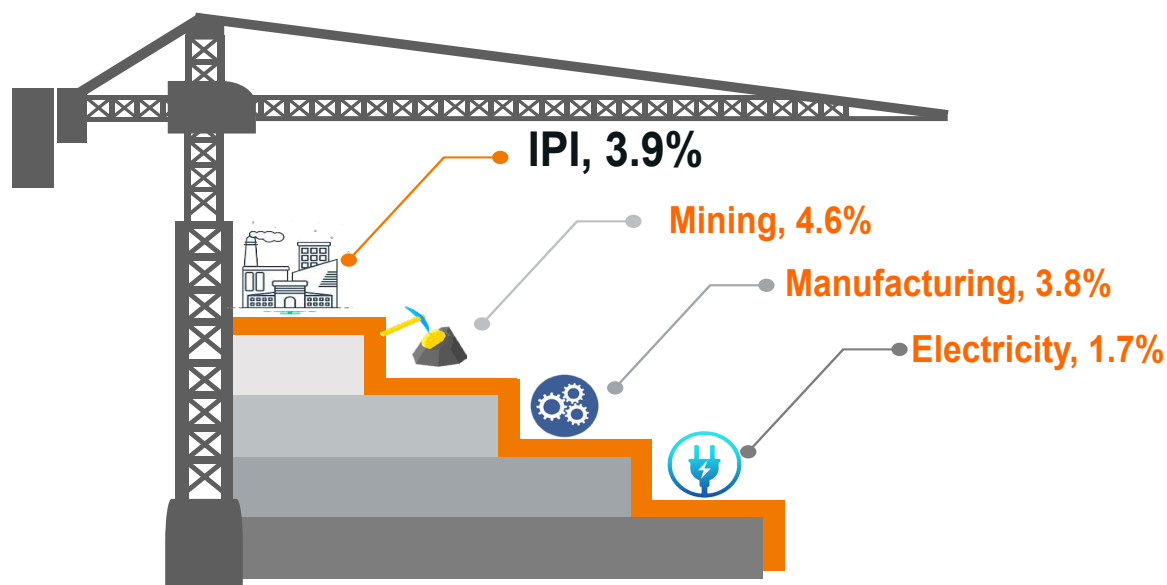 IPI, 3.9%
Mining, 4.6%
Manufacturing, 3.8%
Electricity, 1.7%